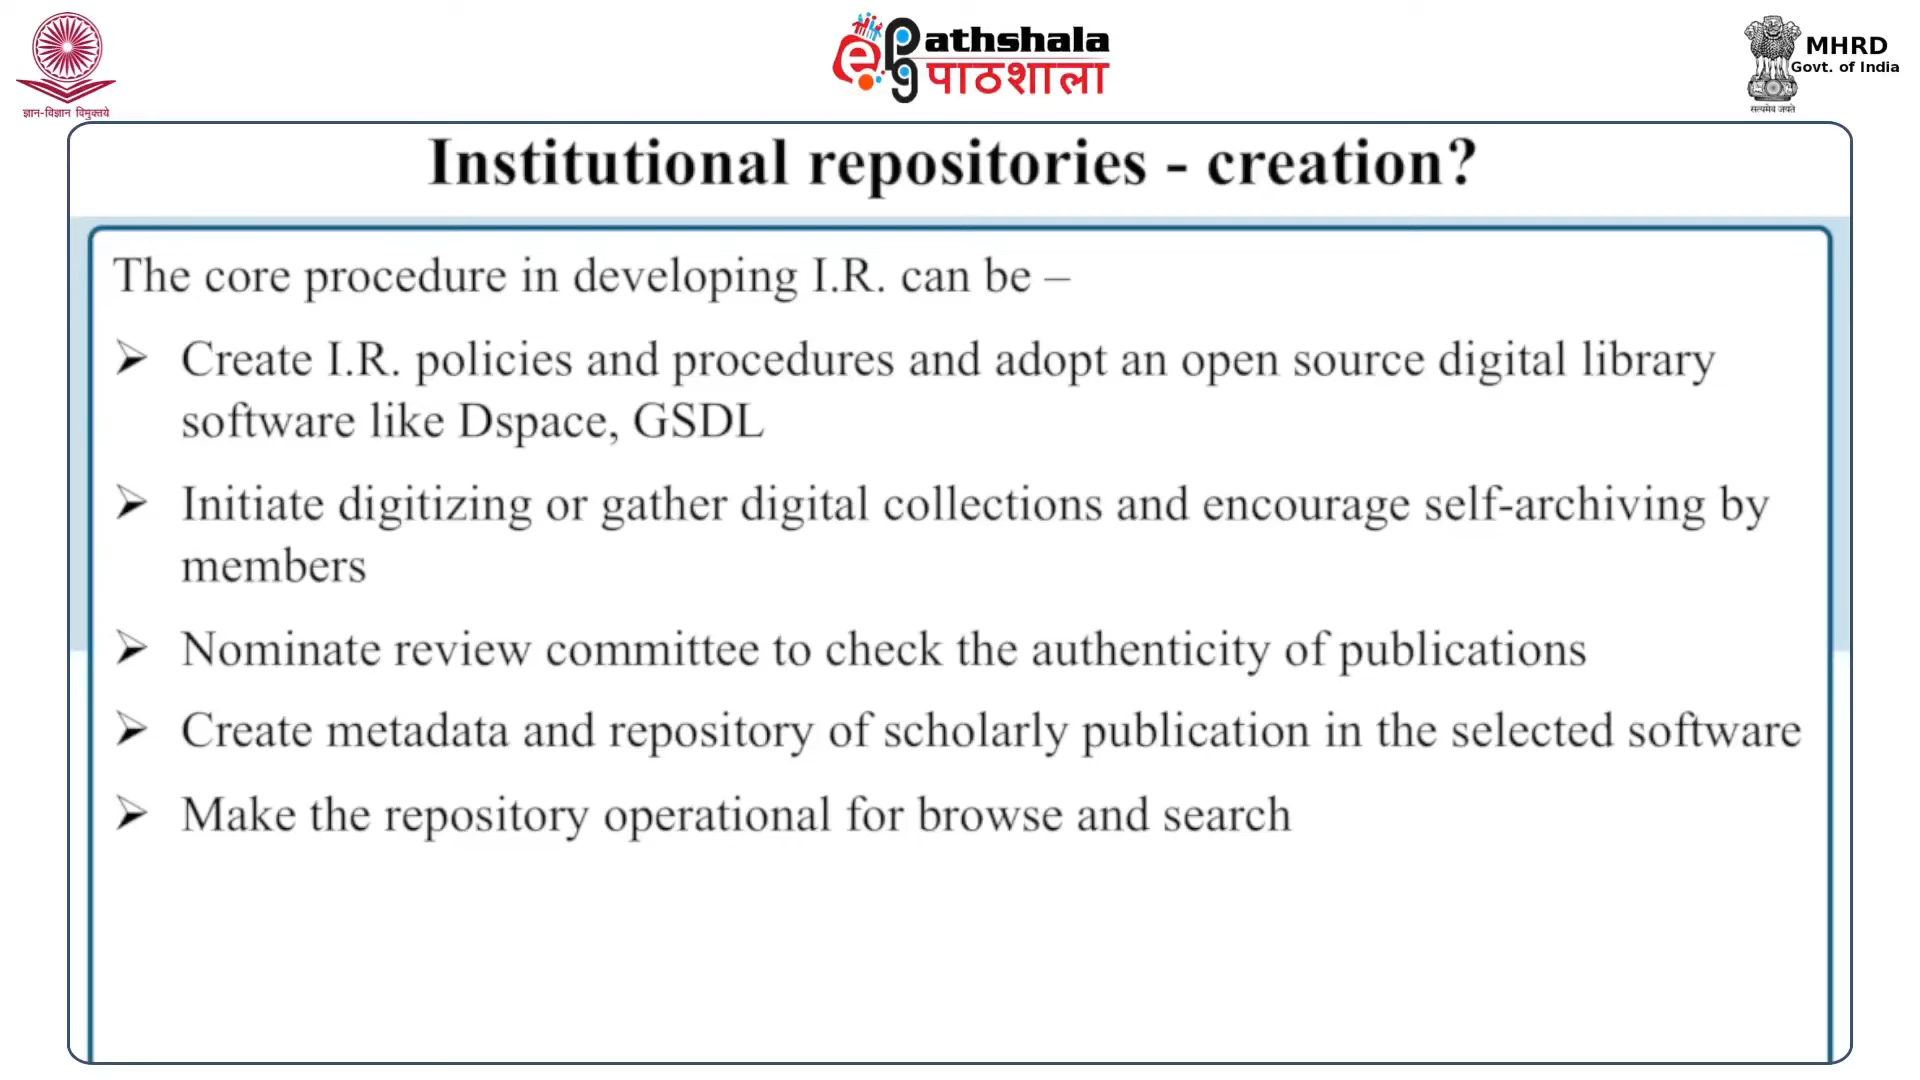 ज्ञान-विज्ञान विमुक्तये
e Pg athshala
पाठशाला
MHRD
Govt. of India
सत्यमेव जयते
Institutional repositories - creation?
The core procedure in developing I.R. can be –
➢ Create I.R. policies and procedures and adopt an open source digital library
software like Dspace, GSDL
➢ Initiate digitizing or gather digital collections and encourage self-archiving by
members
➢ Nominate review committee to check the authenticity of publications
➢ Create metadata and repository of scholarly publication in the selected software
➢ Make the repository operational for browse and search